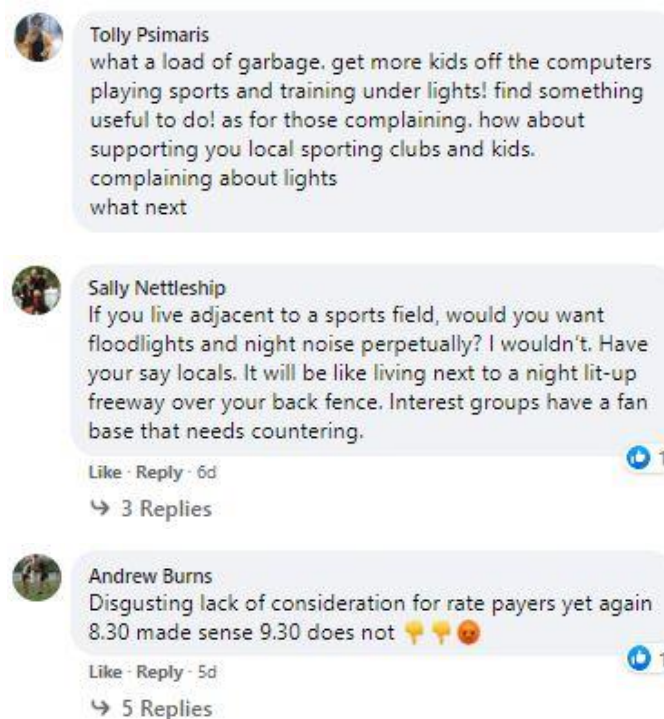 Tolly Psimaris
what a load of garbage. get more kids off the computers
playing sports and training under lights! find something
useful to do! as for those complaining. how about
supporting you local sporting clubs and kids.
complaining about lights
what next
Sally Nettleship
If you live adjacent to a sports field, would you want
floodlights and night noise perpetually? I wouldn't. Have
your say locals. It will be like living next to a night lit-up
freeway over your back fence. Interest groups have a fan
base that needs countering.
1
Like · Reply · 6d
3 Replies
Andrew Burns
Disgusting lack of consideration for rate payers yet again
8.30 made sense 9.30 does not 👎👎😡
1
Like · Reply · 5d
5 Replies